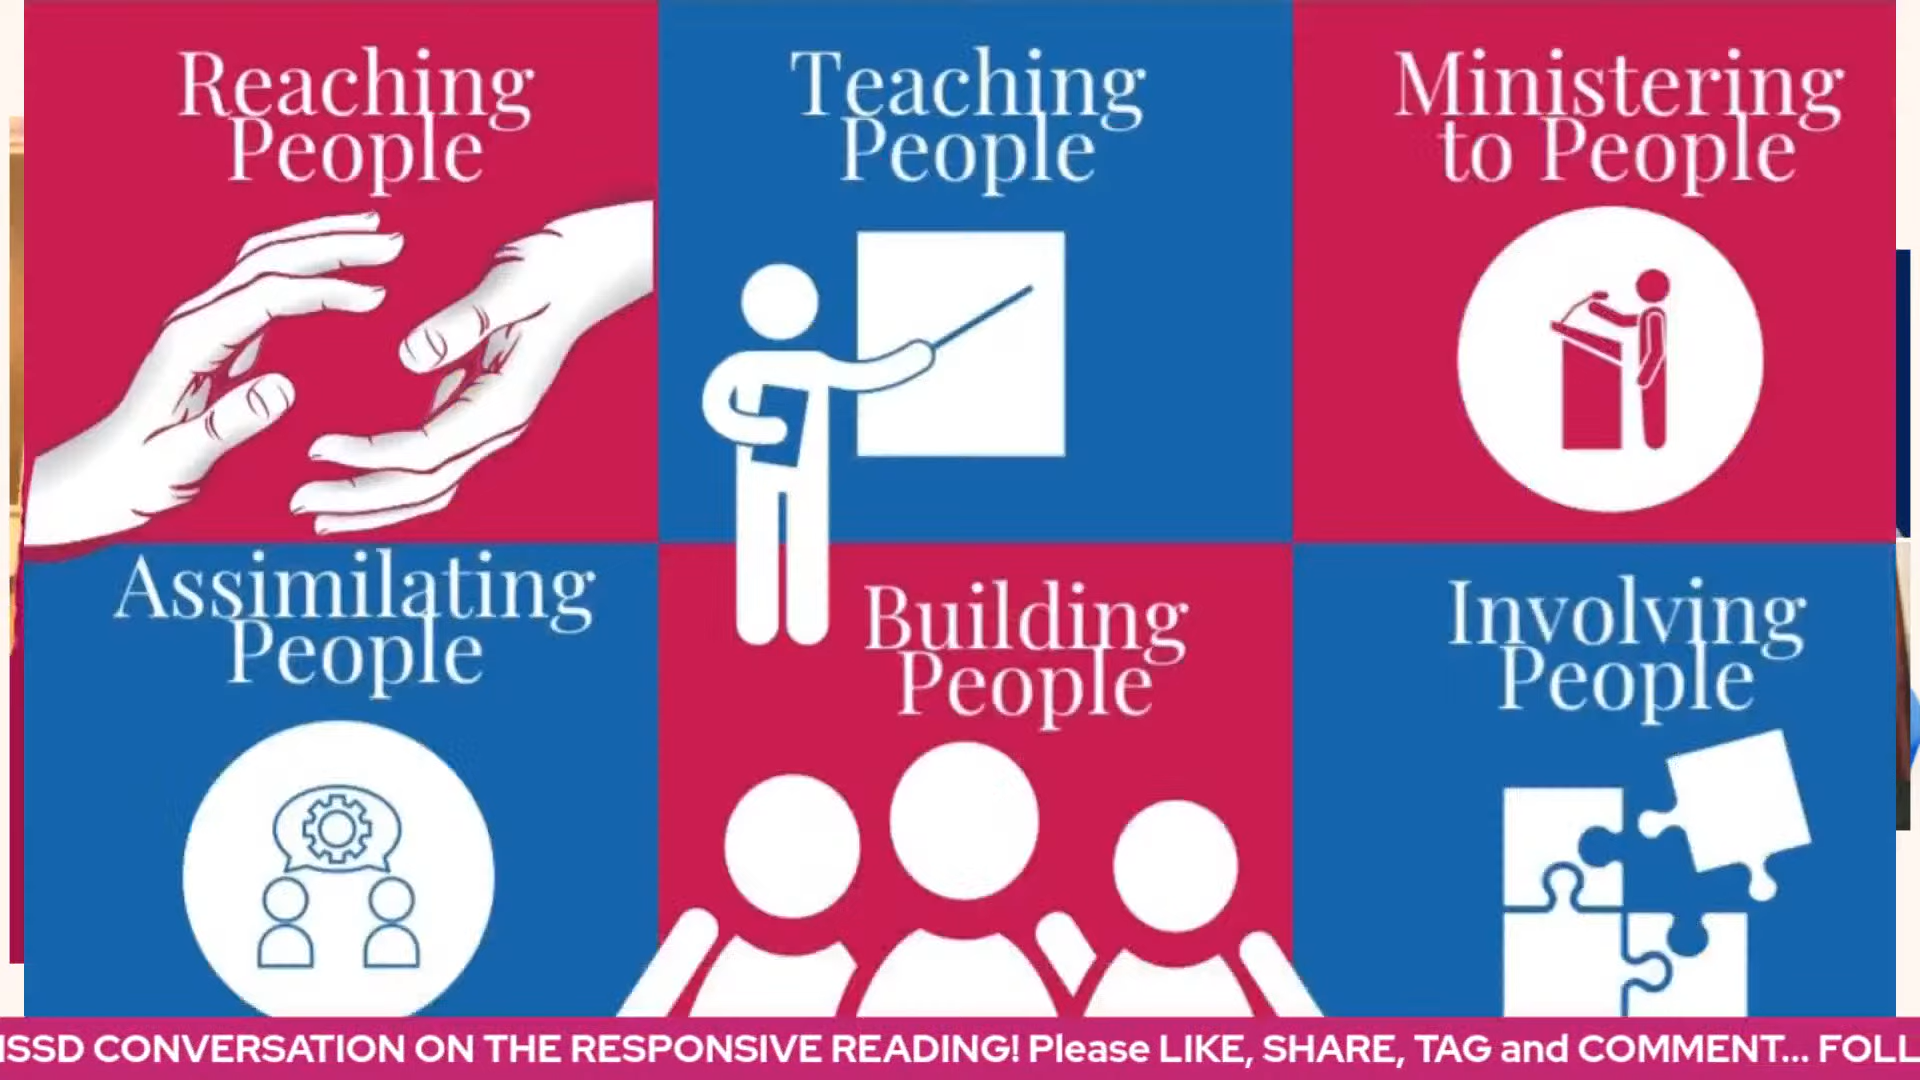 Reaching
People
Teaching
People
Ministering
to People
Assimilating
People
Building
People
Involving
People
ISSD CONVERSATION ON THE RESPONSIVE READING! Please LIKE, SHARE, TAG and COMMENT... FOLL